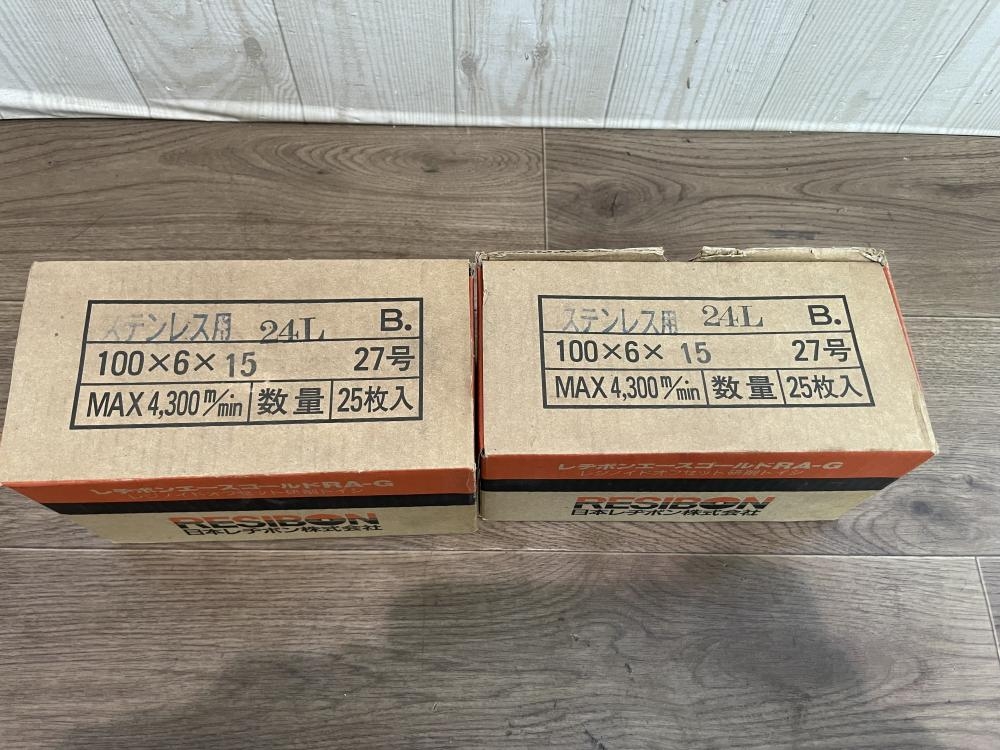 ステンレス用 24L B.
100×6×15 27号
MAX 4,300m/min 数量 25枚入
レヂボンエースゴールドRA-G
RESIBON
日本レヂボン株式会社
ステンレス用 24L B.
100×6×15 27号
MAX 4,300m/min 数量 25枚入
レヂボンエースゴールドRA-G
RESIBON
日本レヂボン株式会社